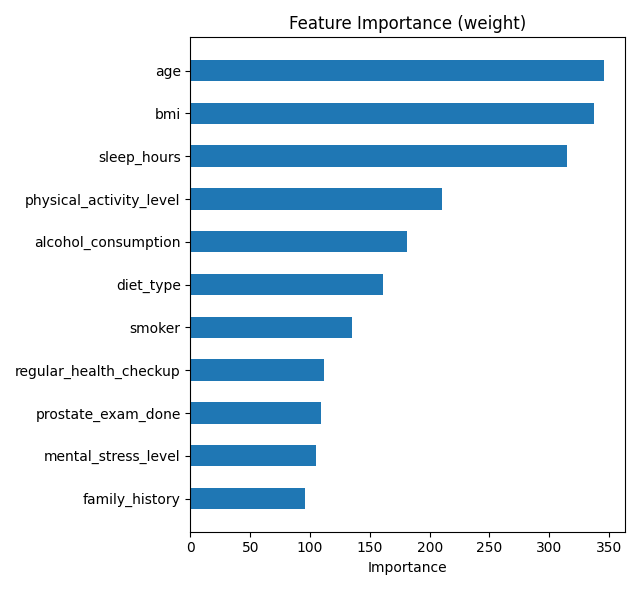 Feature Importance (weight)
age
bmi
sleep_hours
physical_activity_level
alcohol_consumption
diet_type
smoker
regular_health_checkup
prostate_exam_done
mental_stress_level
family_history
0 50 100 150 200 250 300 350
Importance